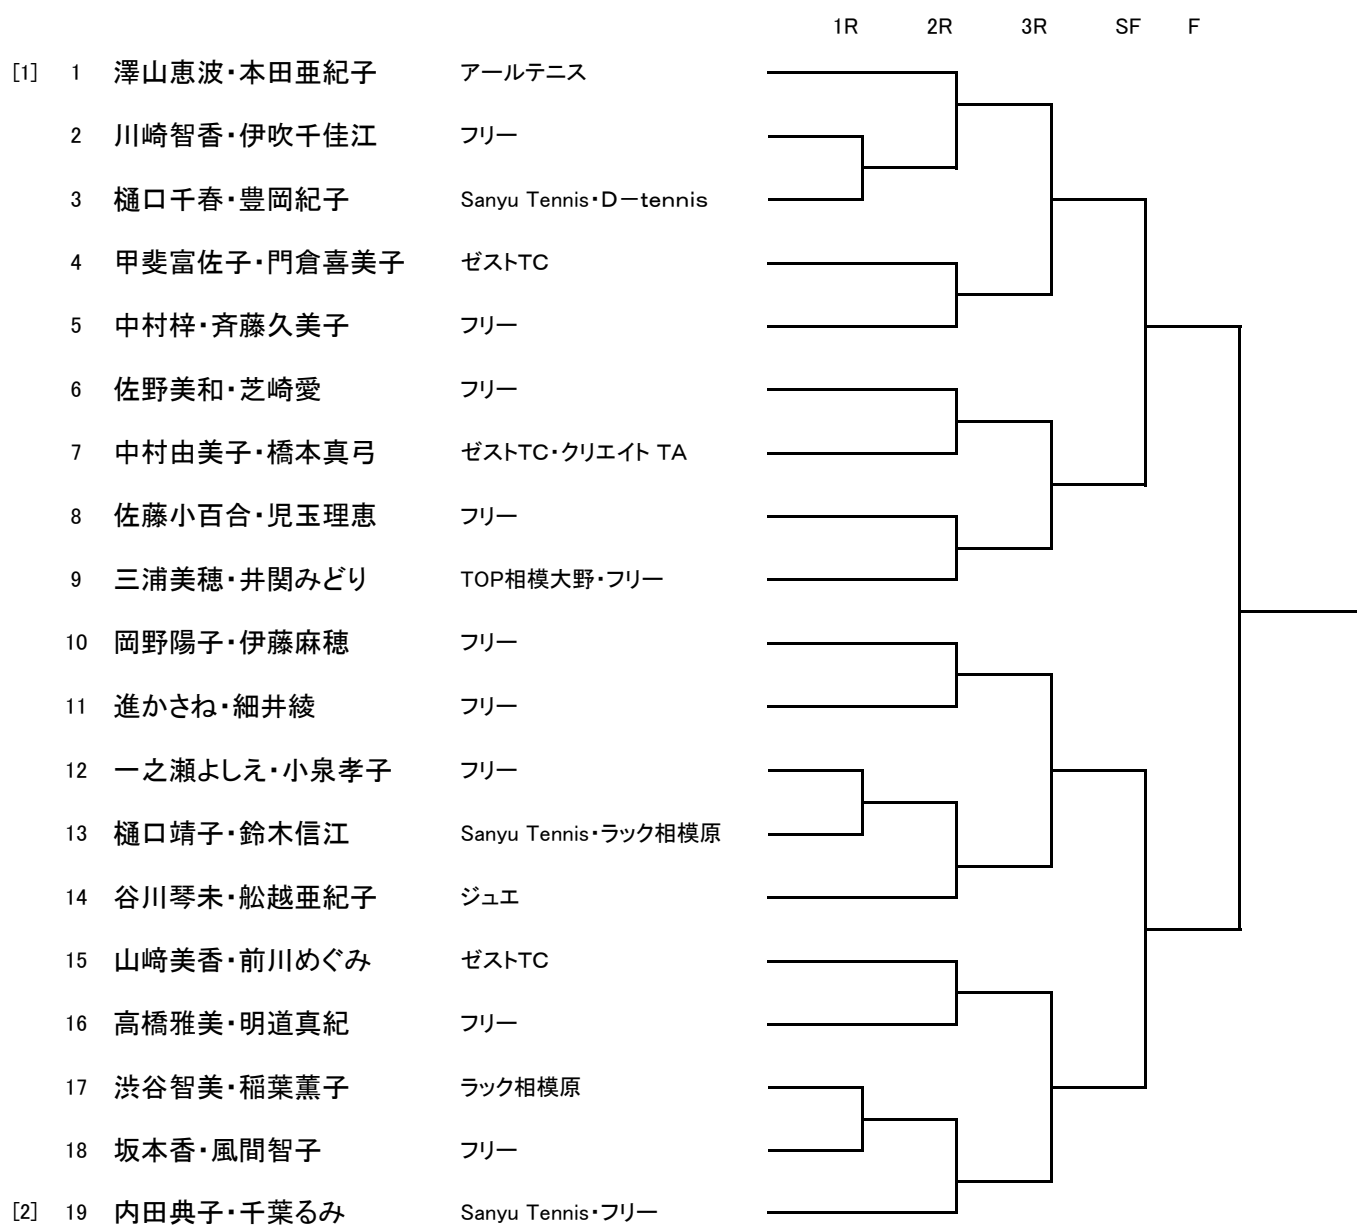 1R 2R 3R SF F
[1] 1 澤山恵波・本田亜紀子 アールテニス
2 川崎智香・伊吹千佳江 フリー
3 樋口千春・豊岡紀子 Sanyu Tennis・D－tennis
4 甲斐富佐子・門倉喜美子 ゼストTC
5 中村梓・斉藤久美子 フリー
6 佐野美和・芝崎愛 フリー
7 中村由美子・橋本真弓 ゼストTC・クリエイト TA
8 佐藤小百合・児玉理恵 フリー
9 三浦美穂・井関みどり TOP相模大野・フリー
10 岡野陽子・伊藤麻穂 フリー
11 進かさね・細井綾 フリー
12 一之瀬よしえ・小泉孝子 フリー
13 樋口靖子・鈴木信江 Sanyu Tennis・ラック相模原
14 谷川琴未・舩越亜紀子 ジュエ
15 山﨑美香・前川めぐみ ゼストTC
16 高橋雅美・明道真紀 フリー
17 渋谷智美・稲葉薫子 ラック相模原
18 坂本香・風間智子 フリー
[2] 19 内田典子・千葉るみ Sanyu Tennis・フリー